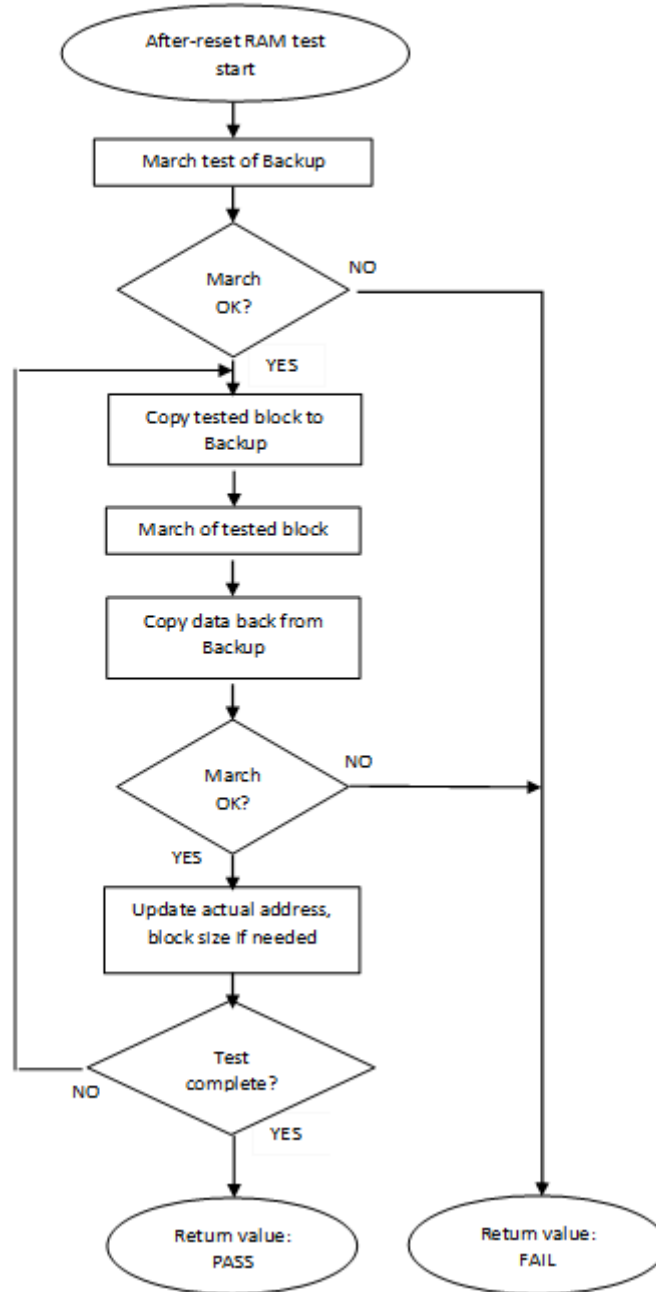 After-reset RAM test
start
March test of Backup
March
OK?
NO
YES
Copy tested block to
Backup
March of tested block
Copy data back from
Backup
March
OK?
NO
YES
Update actual address,
block size if needed
Test
complete?
NO
YES
Return value:
PASS
Return value:
FAIL